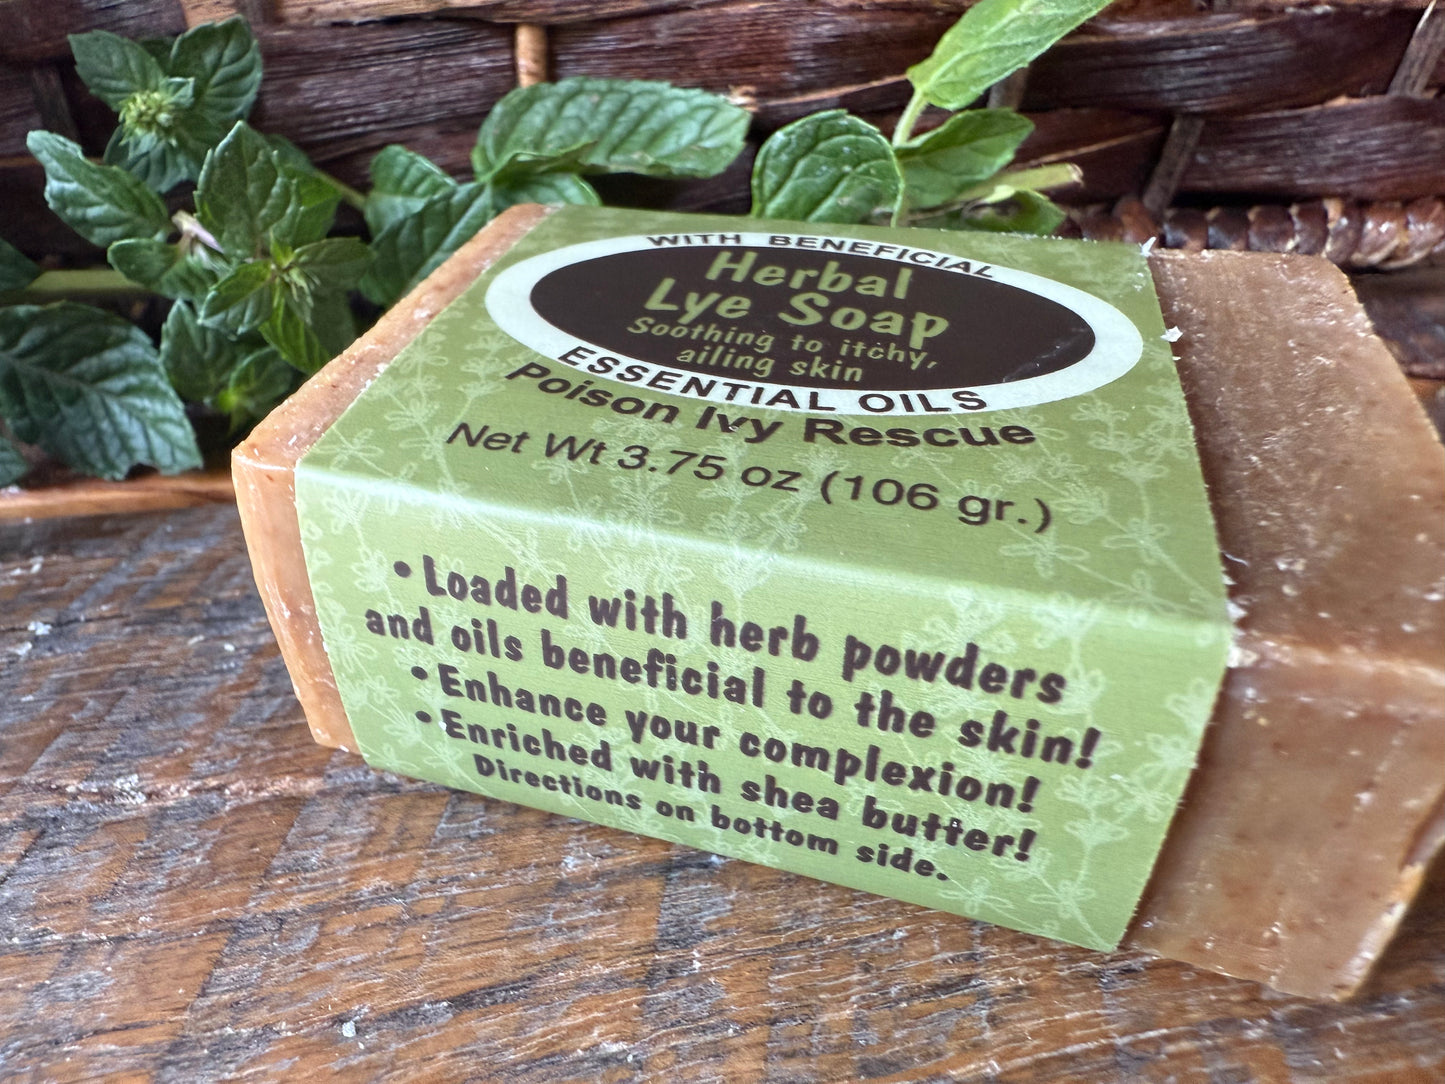 WITH BENEFICIAL
Herbal
Lye Soap
Soothing to itchy,
ailing skin
ESSENTIAL OILS
Poison Ivy Rescue
Net Wt 3.75 oz (106 gr.)
• Loaded with herb powders
and oils beneficial to the skin!
• Enhance your complexion!
• Enriched with shea butter!
Directions on bottom side.